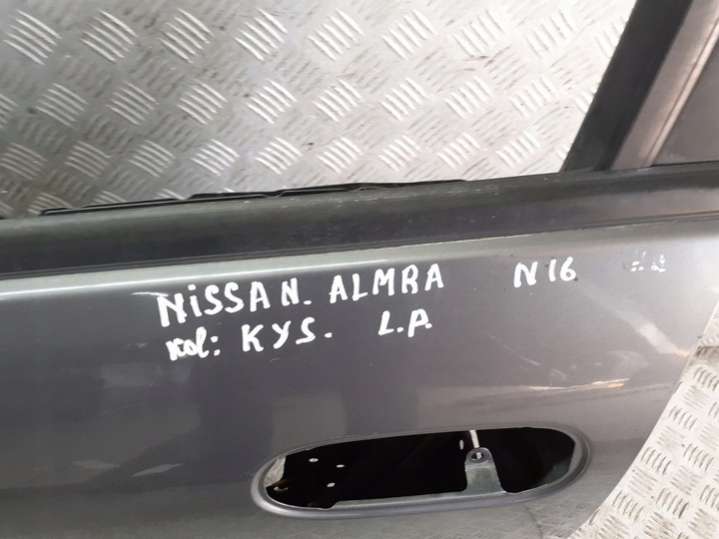 NiSSAN. ALMRA N16
kol: KYS. L.P.